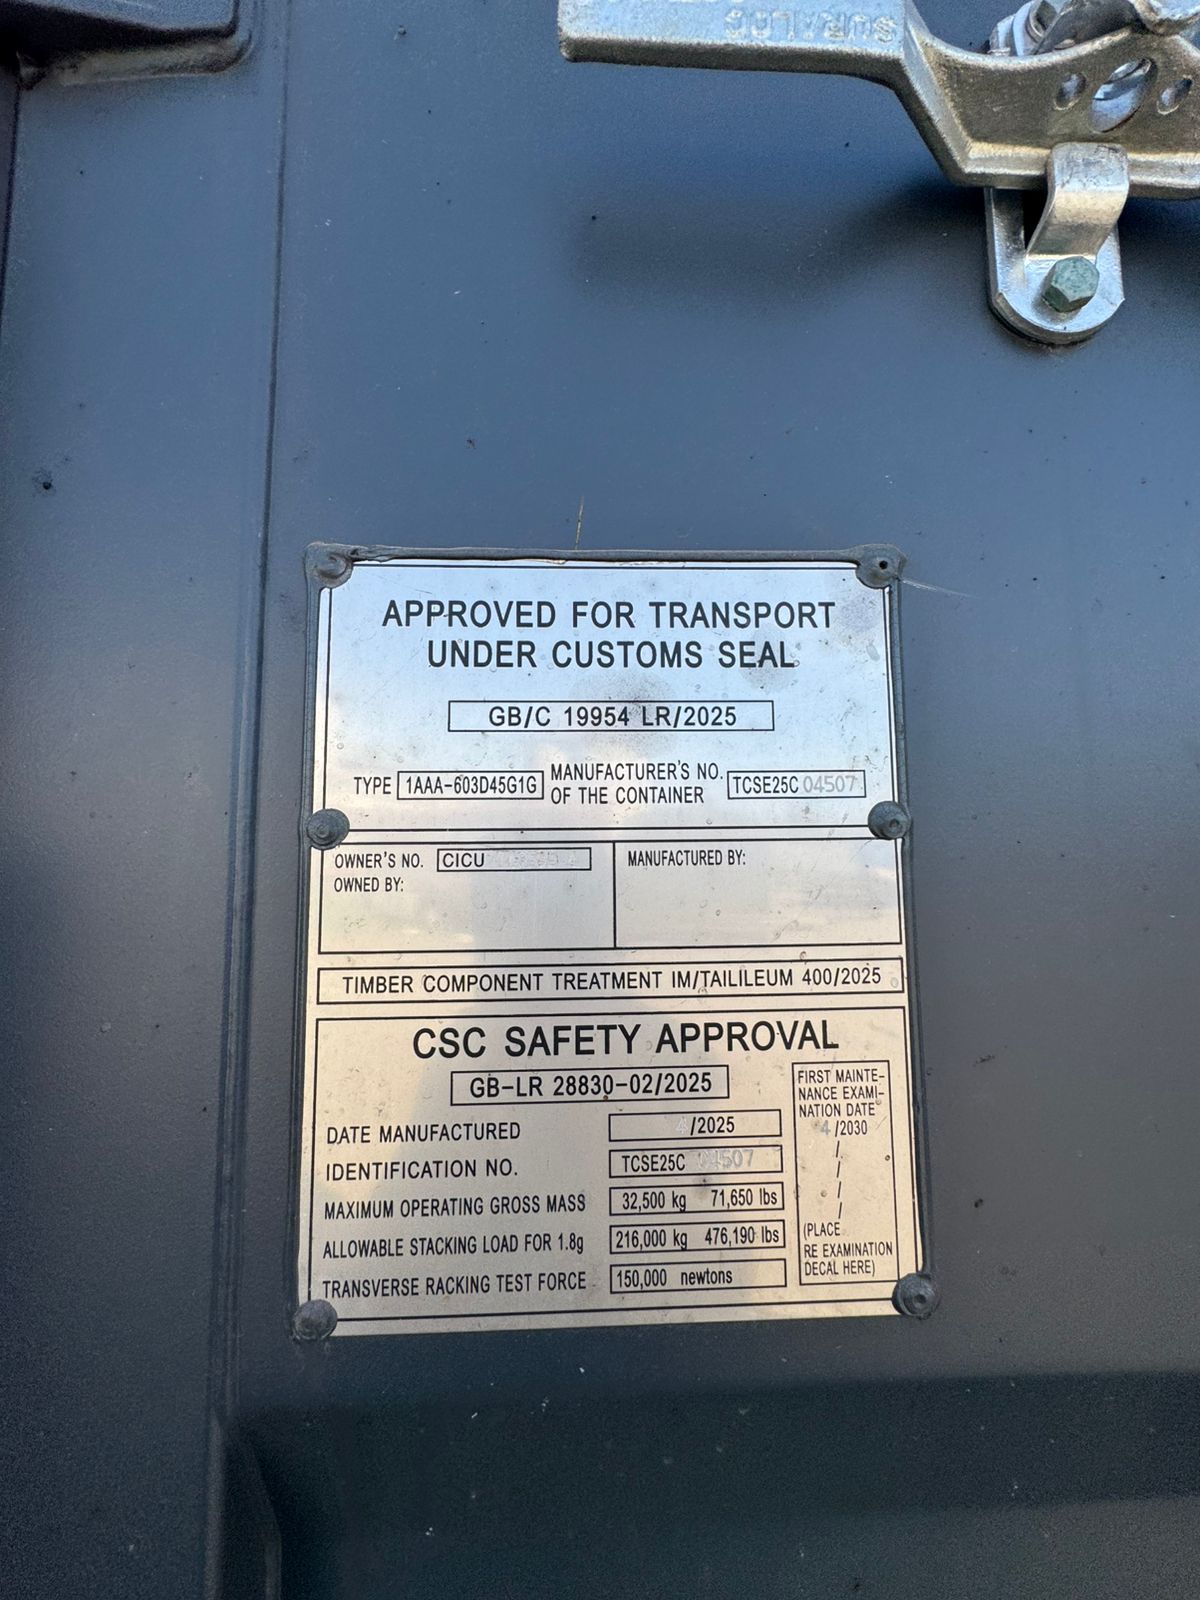 SURALOC
APPROVED FOR TRANSPORT
UNDER CUSTOMS SEAL
GB/C 19954 LR/2025
TYPE 1AAA-603D45G1G MANUFACTURER'S NO. OF THE CONTAINER TCSE25C 04507
OWNER'S NO. CICU
OWNED BY:
MANUFACTURED BY:
TIMBER COMPONENT TREATMENT IM/TAILILEUM 400/2025
CSC SAFETY APPROVAL
GB-LR 28830-02/2025
DATE MANUFACTURED 4/2025
IDENTIFICATION NO. TCSE25C 04507
MAXIMUM OPERATING GROSS MASS 32,500 kg 71,650 lbs
ALLOWABLE STACKING LOAD FOR 1.8g 216,000 kg 476,190 lbs
TRANSVERSE RACKING TEST FORCE 150,000 newtons
FIRST MAINTE-
NANCE EXAMI-
NATION DATE
4 /2030
/
/
/
/
(PLACE
RE EXAMINATION
DECAL HERE)